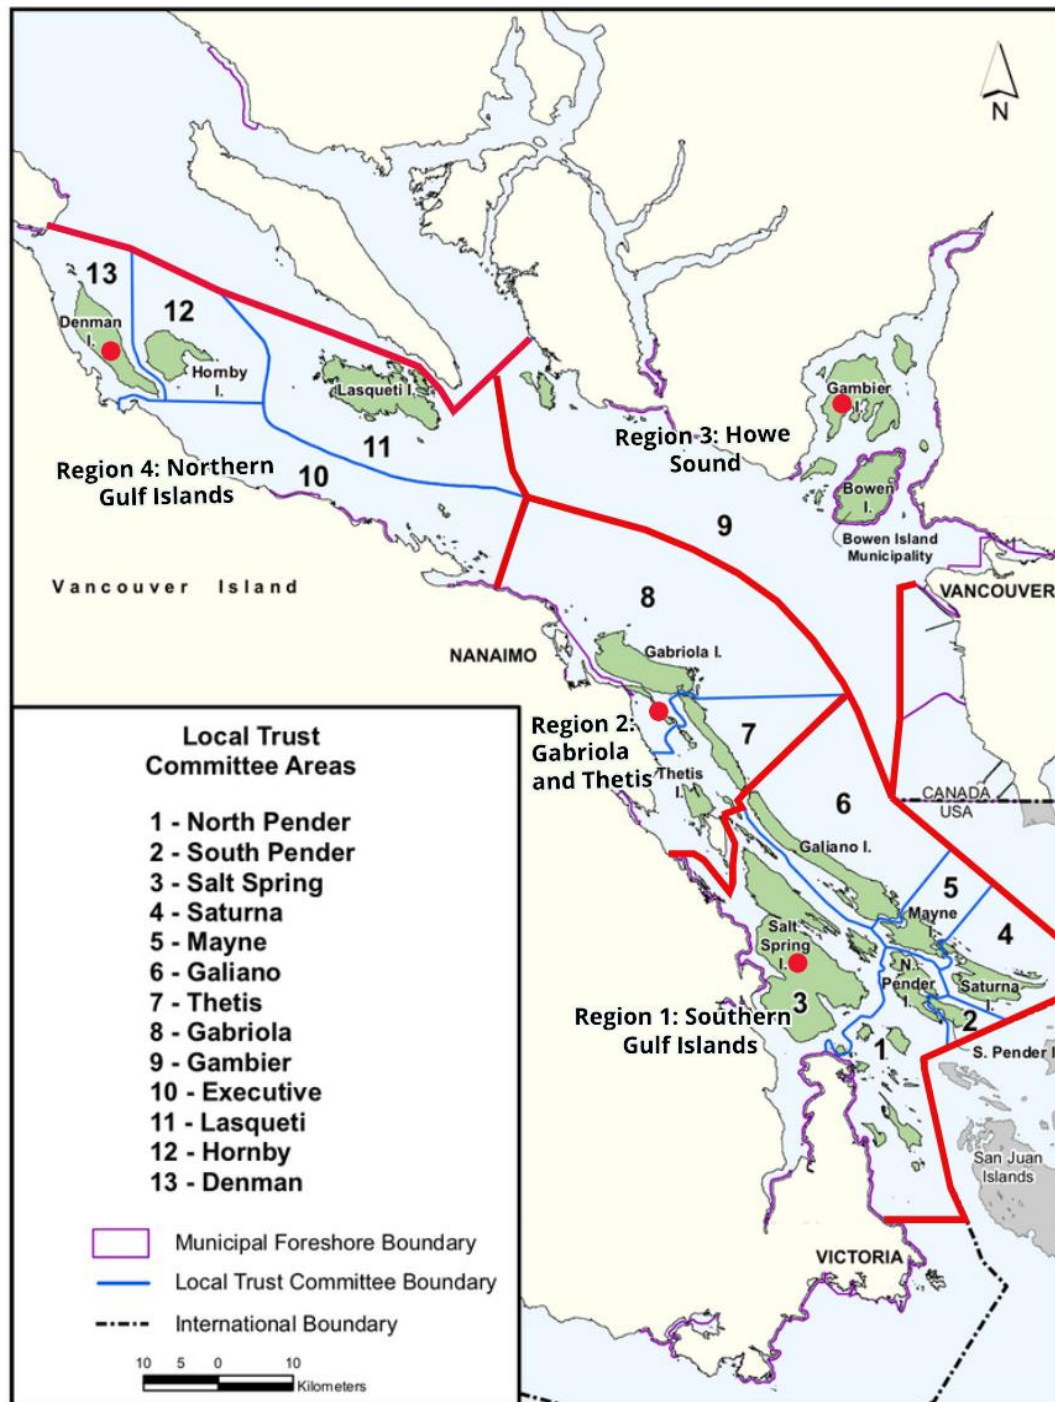 N
13
12
Denman
I.
Hornby
I.
Lasqueti I.
11
10
Region 4: Northern
Gulf Islands
Gambier
I.
Region 3: Howe
Sound
Bowen
I.
9
Bowen Island
Municipality
Vancouver Island
VANCOUVER
8
NANAIMO
Gabriola I.
Region 2:
Gabriola
and Thetis
7
Thetis
I.
6
CANADA
USA
Galiano I.
5
Mayne
I.
4
Salt
Spring
I.
N.
Pender
I.
Saturna
I.
3
2
Region 1: Southern
Gulf Islands
1
S. Pender I
San Juan
Islands
VICTORIA
Local Trust
Committee Areas
1 - North Pender
2 - South Pender
3 - Salt Spring
4 - Saturna
5 - Mayne
6 - Galiano
7 - Thetis
8 - Gabriola
9 - Gambier
10 - Executive
11 - Lasqueti
12 - Hornby
13 - Denman
Municipal Foreshore Boundary
Local Trust Committee Boundary
International Boundary
10 5 0 10
Kilometers